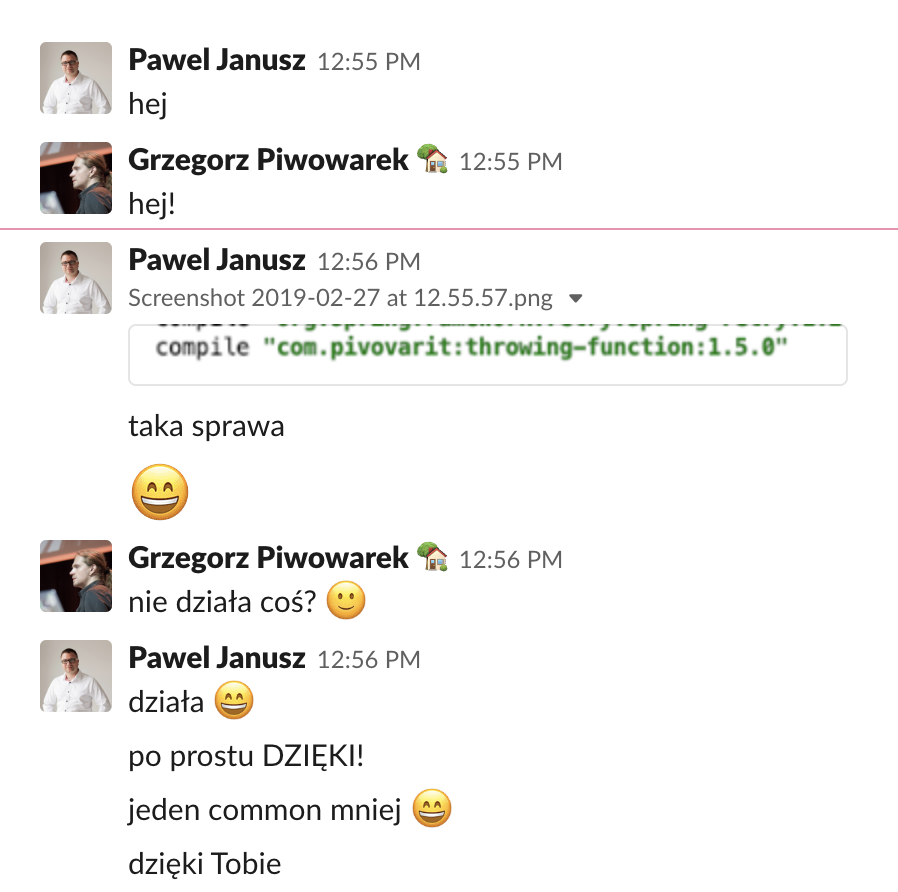 Pawel Janusz 12:55 PM
hej
Grzegorz Piwowarek 12:55 PM
hej!
Pawel Janusz 12:56 PM
Screenshot 2019-02-27 at 12.55.57.png
compile "com.pivovarit:throwing-function:1.5.0"
taka sprawa
Grzegorz Piwowarek 12:56 PM
nie działa coś?
Pawel Janusz 12:56 PM
działa
po prostu DZIĘKI!
jeden common mniej
dzięki Tobie